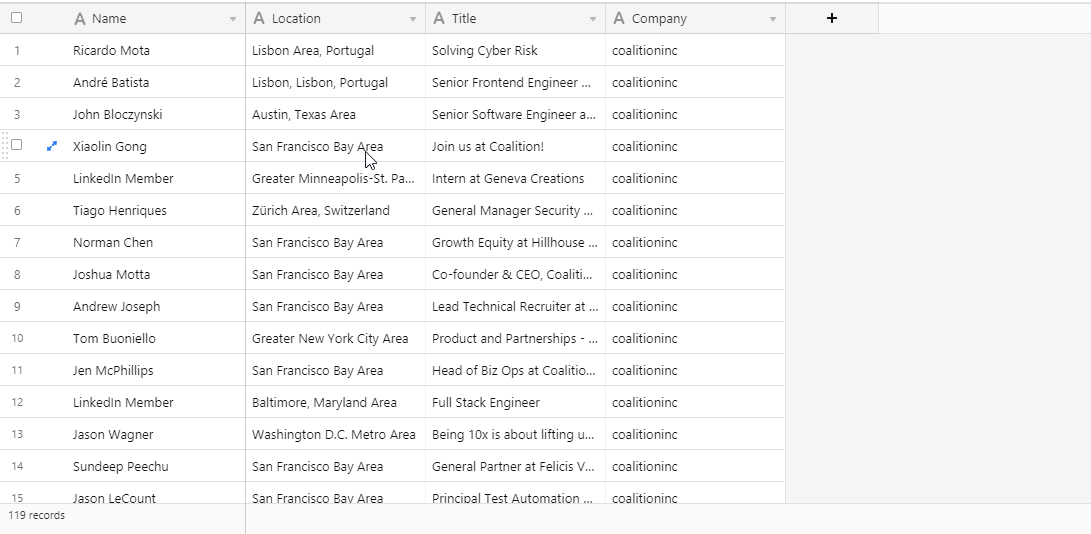 Name Location Title Company
1 Ricardo Mota Lisbon Area, Portugal Solving Cyber Risk coalitioninc
2 André Batista Lisbon, Lisbon, Portugal Senior Frontend Engineer ... coalitioninc
3 John Bloczynski Austin, Texas Area Senior Software Engineer a... coalitioninc
Xiaolin Gong San Francisco Bay Area Join us at Coalition! coalitioninc
5 LinkedIn Member Greater Minneapolis-St. Pa... Intern at Geneva Creations coalitioninc
6 Tiago Henriques Zürich Area, Switzerland General Manager Security ... coalitioninc
7 Norman Chen San Francisco Bay Area Growth Equity at Hillhouse ... coalitioninc
8 Joshua Motta San Francisco Bay Area Co-founder & CEO, Coaliti... coalitioninc
9 Andrew Joseph San Francisco Bay Area Lead Technical Recruiter at ... coalitioninc
10 Tom Buoniello Greater New York City Area Product and Partnerships - ... coalitioninc
11 Jen McPhillips San Francisco Bay Area Head of Biz Ops at Coalitio... coalitioninc
12 LinkedIn Member Baltimore, Maryland Area Full Stack Engineer coalitioninc
13 Jason Wagner Washington D.C. Metro Area Being 10x is about lifting u... coalitioninc
14 Sundeep Peechu San Francisco Bay Area General Partner at Felicis V... coalitioninc
15 Jason LeCount San Francisco Bay Area Principal Test Automation ... coalitioninc
119 records